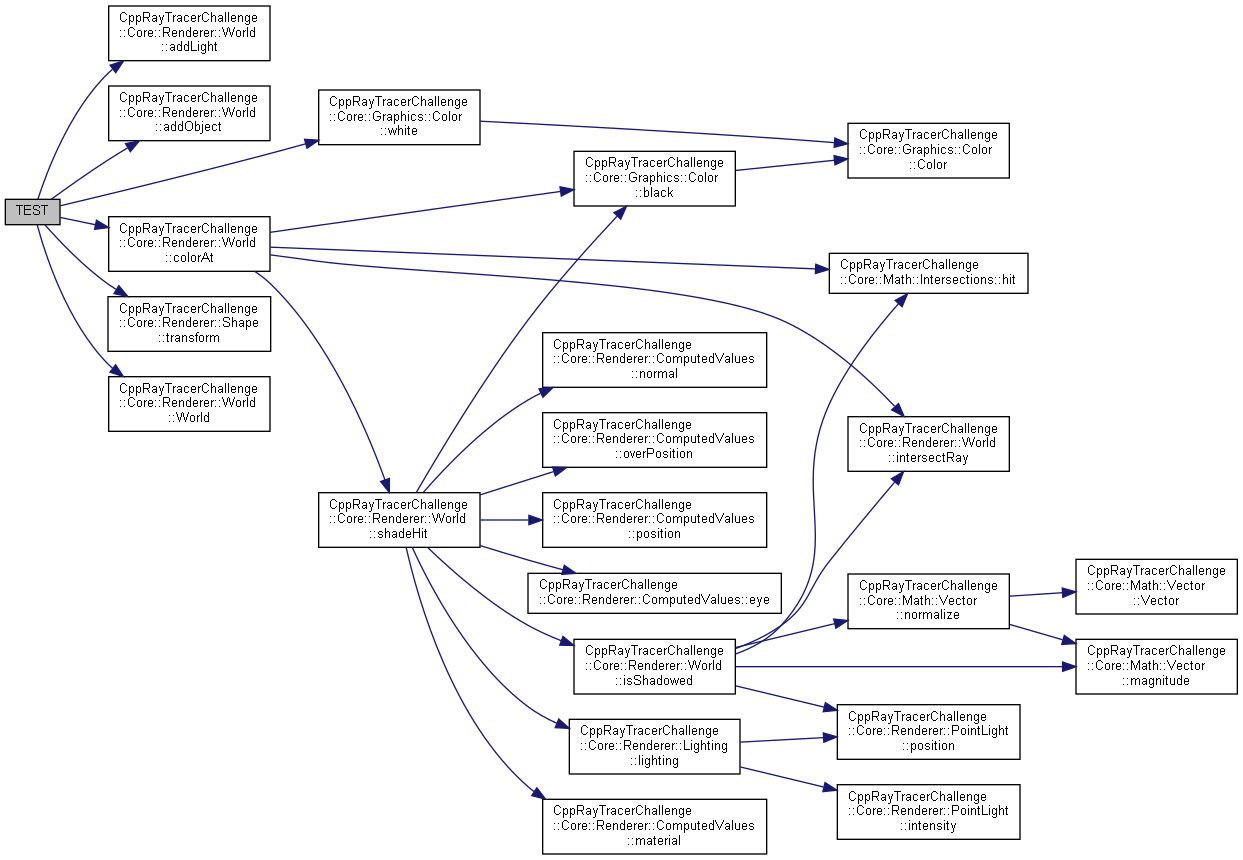 CppRayTracerChallenge
::Core::Renderer::World
::addLight
CppRayTracerChallenge
::Core::Renderer::World
::addObject
CppRayTracerChallenge
::Core::Graphics::Color
::white
CppRayTracerChallenge
::Core::Graphics::Color
::Color
CppRayTracerChallenge
::Core::Graphics::Color
::black
TEST
CppRayTracerChallenge
::Core::Renderer::World
::colorAt
CppRayTracerChallenge
::Core::Math::Intersections::hit
CppRayTracerChallenge
::Core::Renderer::Shape
::transform
CppRayTracerChallenge
::Core::Renderer::ComputedValues
::normal
CppRayTracerChallenge
::Core::Renderer::World
::World
CppRayTracerChallenge
::Core::Renderer::ComputedValues
::overPosition
CppRayTracerChallenge
::Core::Renderer::World
::intersectRay
CppRayTracerChallenge
::Core::Renderer::World
::shadeHit
CppRayTracerChallenge
::Core::Renderer::ComputedValues
::position
CppRayTracerChallenge
::Core::Renderer::ComputedValues::eye
CppRayTracerChallenge
::Core::Math::Vector
::normalize
CppRayTracerChallenge
::Core::Math::Vector
::Vector
CppRayTracerChallenge
::Core::Renderer::World
::isShadowed
CppRayTracerChallenge
::Core::Math::Vector
::magnitude
CppRayTracerChallenge
::Core::Renderer::PointLight
::position
CppRayTracerChallenge
::Core::Renderer::Lighting
::lighting
CppRayTracerChallenge
::Core::Renderer::PointLight
::intensity
CppRayTracerChallenge
::Core::Renderer::ComputedValues
::material